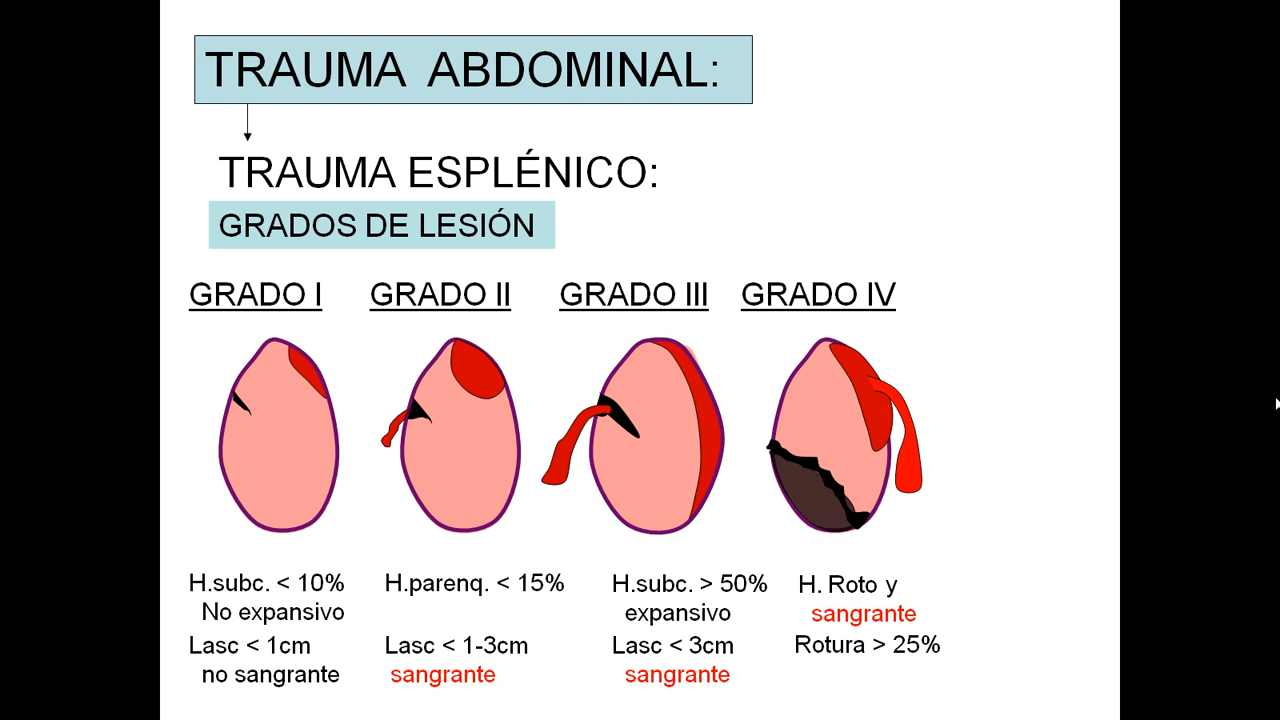 TRAUMA ABDOMINAL:
TRAUMA ESPLÉNICO:
GRADOS DE LESIÓN
GRADO I
GRADO II
GRADO III
GRADO IV
H.subc. < 10%
No expansivo
Lasc < 1cm
no sangrante
H.parenq. < 15%
Lasc < 1-3cm
sangrante
H.subc. > 50%
expansivo
Lasc < 3cm
sangrante
H. Roto y
sangrante
Rotura > 25%